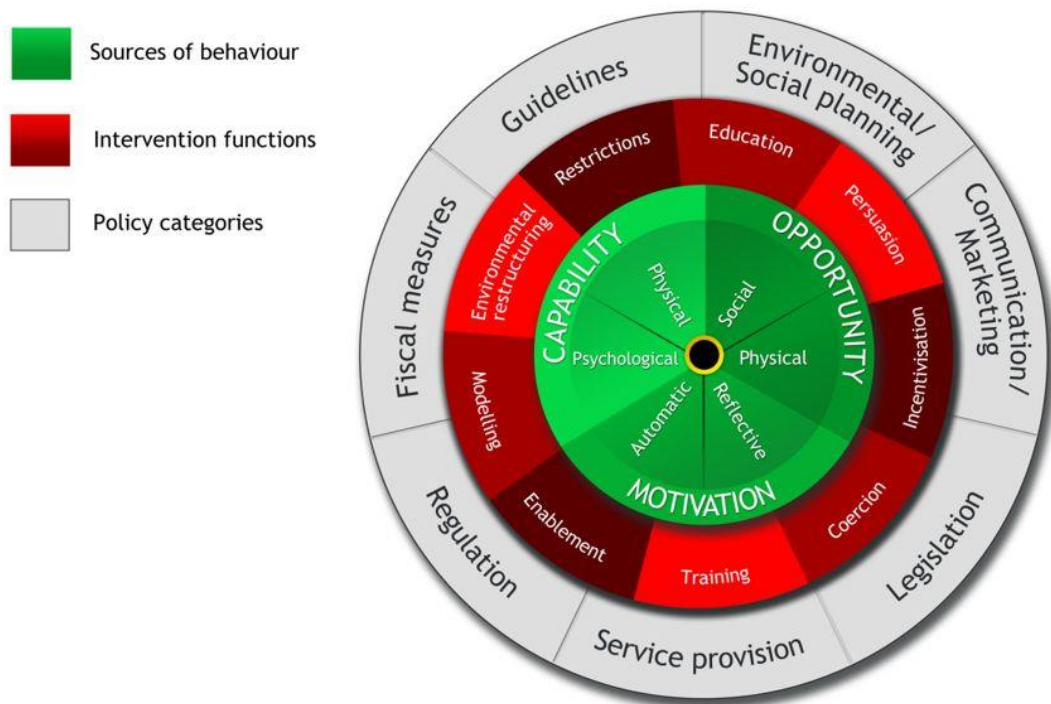 Sources of behaviour
Intervention functions
Policy categories
Guidelines
Environmental/
Social planning
Communication/
Marketing
Legislation
Service provision
Regulation
Fiscal measures
Restrictions
Education
Persuasion
Incentivisation
Coercion
Training
Enablement
Modelling
Environmental
restructuring
CAPABILITY
OPPORTUNITY
MOTIVATION
Physical
Social
Psychological
Physical
Automatic
Reflective